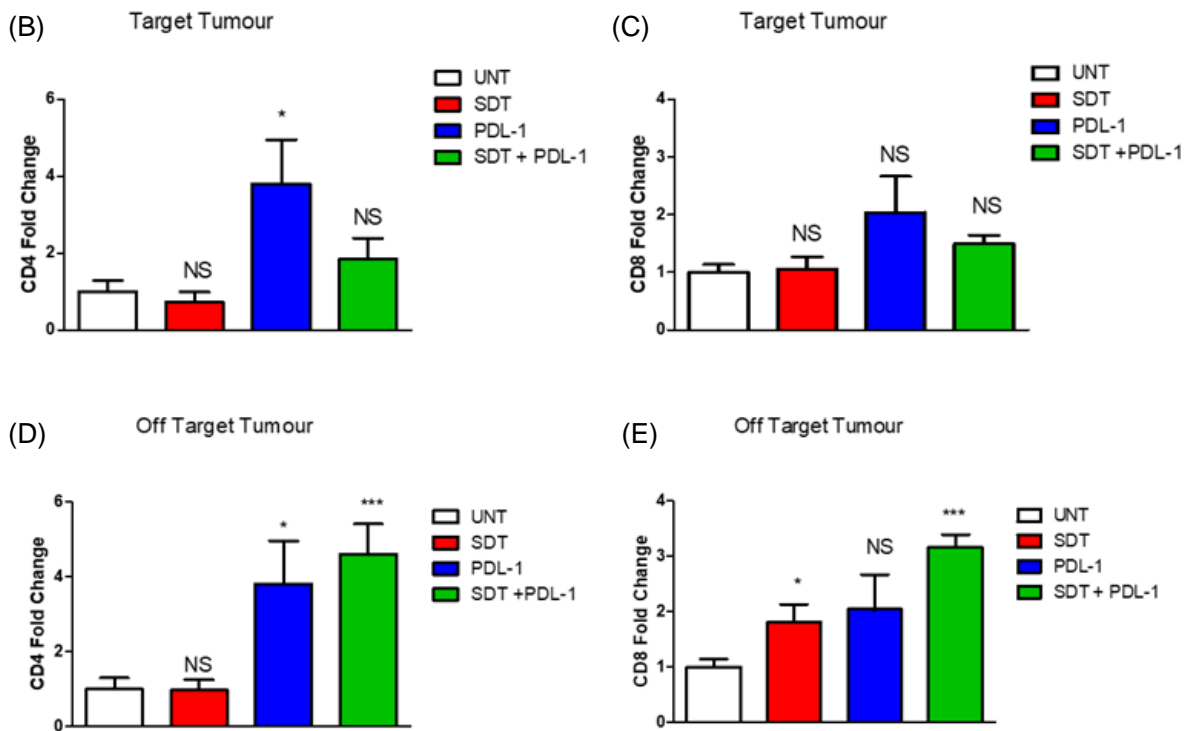 (B)
Target Tumour
UNT
SDT
PDL-1
SDT + PDL-1
CD4 Fold Change
6
4
2
0
NS
*
NS
(C)
Target Tumour
UNT
SDT
PDL-1
SDT +PDL-1
CD8 Fold Change
4
3
2
1
0
NS
NS
NS
(D)
Off Target Tumour
UNT
SDT
PDL-1
SDT +PDL-1
CD4 Fold Change
6
4
2
0
NS
*
***
(E)
Off Target Tumour
UNT
SDT
PDL-1
SDT + PDL-1
CD8 Fold Change
4
3
2
1
0
*
NS
***